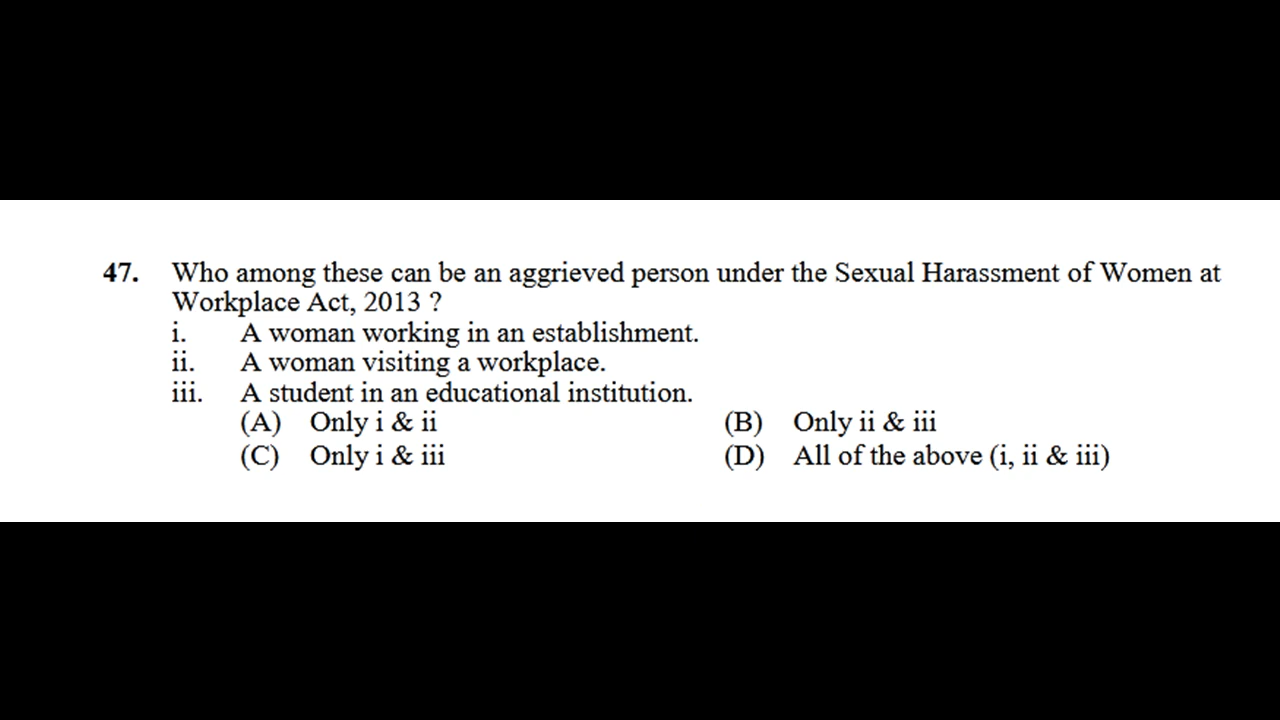 47. Who among these can be an aggrieved person under the Sexual Harassment of Women at
Workplace Act, 2013 ?
i. A woman working in an establishment.
ii. A woman visiting a workplace.
iii. A student in an educational institution.
(A) Only i & ii (B) Only ii & iii
(C) Only i & iii (D) All of the above (i, ii & iii)